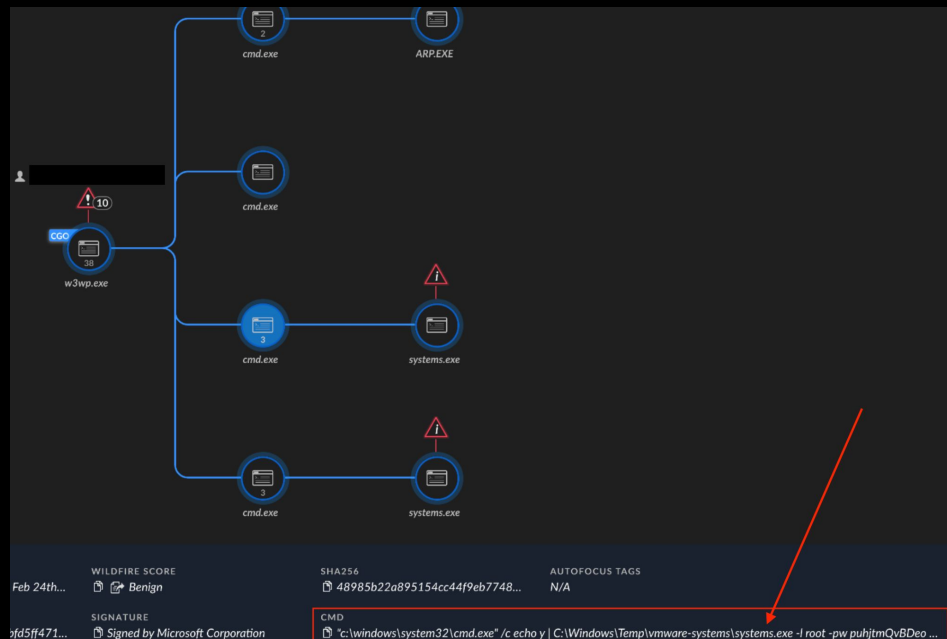 2
cmd.exe
ARP.EXE
cmd.exe
! 10
CGO
38
w3wp.exe
i
3
cmd.exe
systems.exe
i
3
cmd.exe
systems.exe
WILDFIRE SCORE
SHA256
AUTOFOCUS TAGS
Feb 24th...
Benign
48985b22a895154cc44f9eb7748...
N/A
SIGNATURE
CMD
ofd5ff471...
Signed by Microsoft Corporation
"c:\windows\system32\cmd.exe" /c echo y | C:\Windows\Temp\vmware-systems\systems.exe -l root -pw puhjtmQvBDeo ...